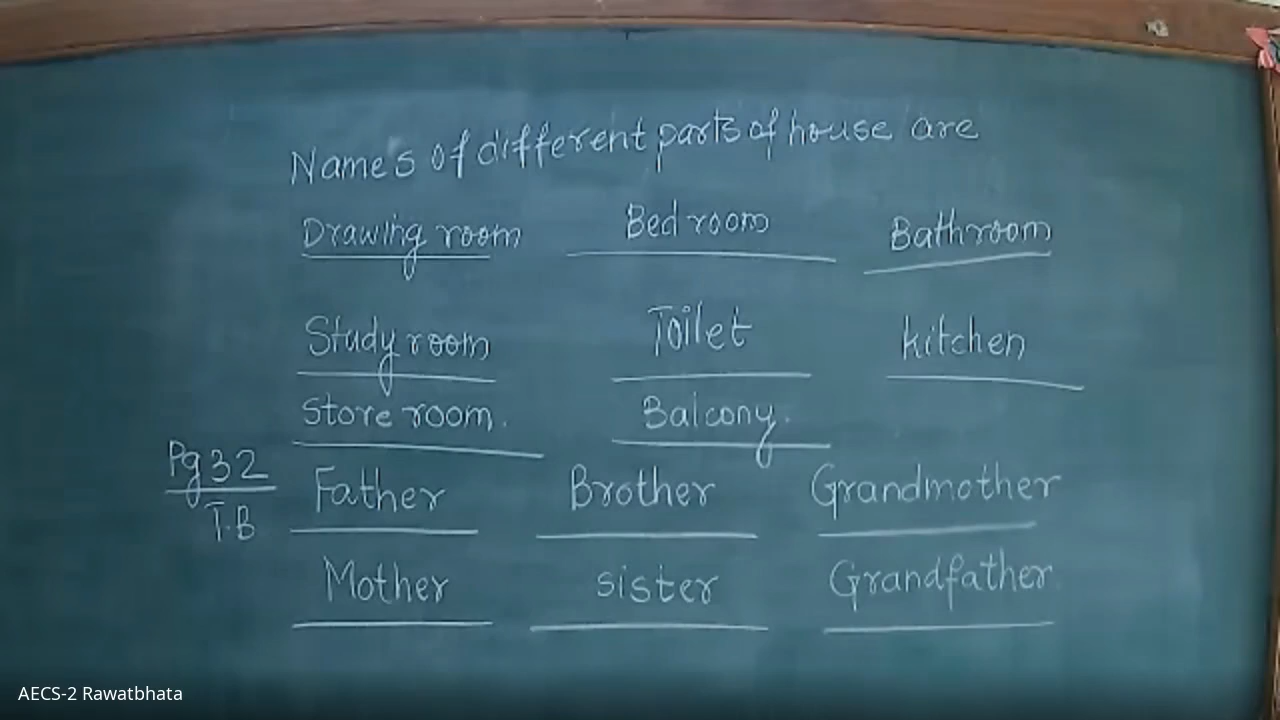 Names of different parts of house are
Drawing room Bed room Bathroom
Study room Toilet kitchen
Store room. Balcony.
Pg 32
T.B
Father Brother Grandmother
Mother sister Grandfather
AECS-2 Rawatbhata